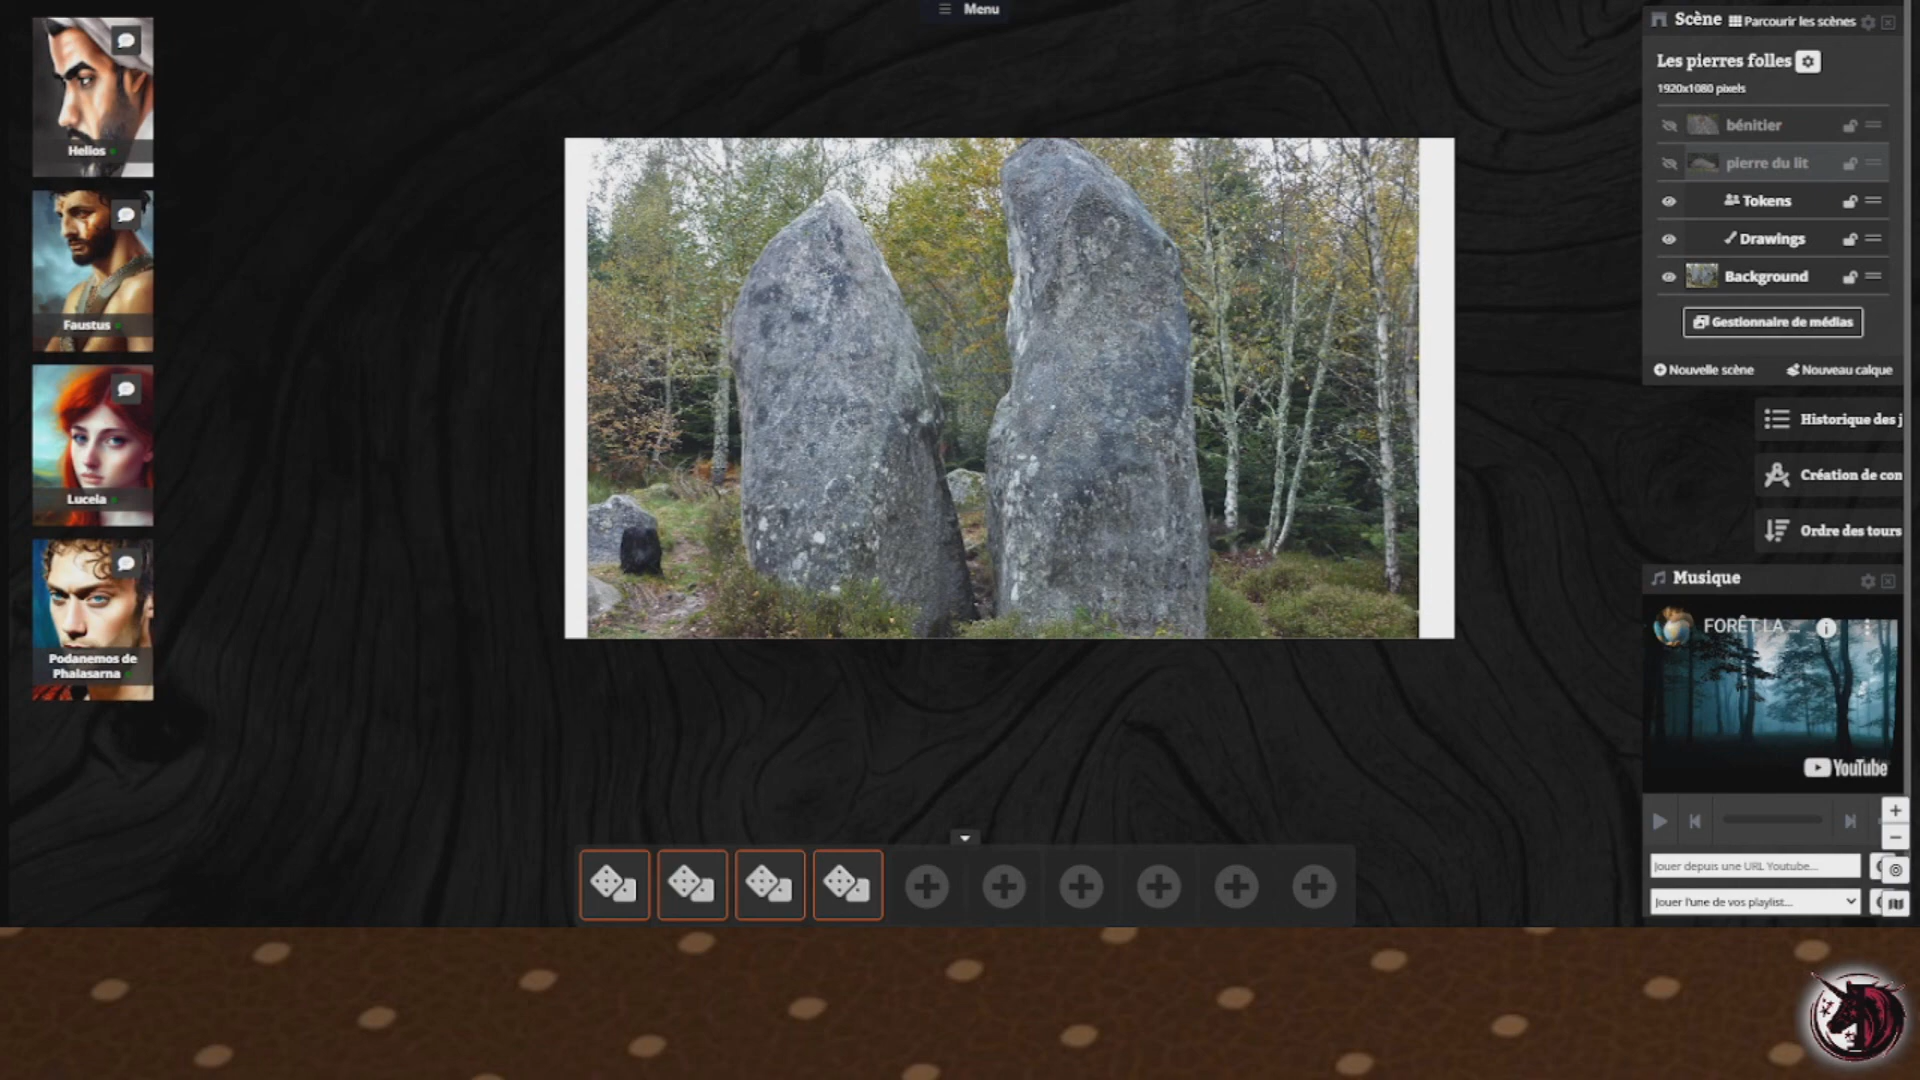 Menu
Helios
Faustus
Lucela
Podanemos de
Phalasarna
Scène
Parcourir les scènes
Les pierres folles
1920x1080 pixels
bénitier
pierre du lit
Tokens
Drawings
Background
Gestionnaire de médias
Nouvelle scène
Nouveau calque
Historique des j
Création de con
Ordre des tours
Musique
FORÊT LA ...
YouTube
Jouer depuis une URL Youtube...
Jouer l'une de vos playlist...